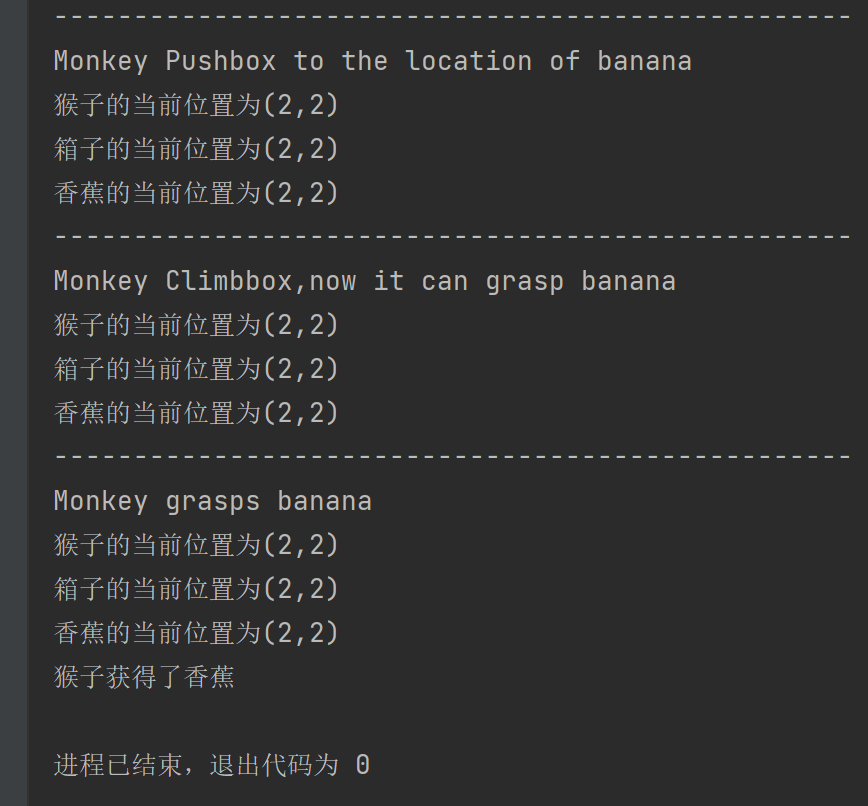 --------------------------------------------------
Monkey Pushbox to the location of banana
猴子的当前位置为(2,2)
箱子的当前位置为(2,2)
香蕉的当前位置为(2,2)
--------------------------------------------------
Monkey Climbbox,now it can grasp banana
猴子的当前位置为(2,2)
箱子的当前位置为(2,2)
香蕉的当前位置为(2,2)
--------------------------------------------------
Monkey grasps banana
猴子的当前位置为(2,2)
箱子的当前位置为(2,2)
香蕉的当前位置为(2,2)
猴子获得了香蕉
进程已结束，退出代码为 0